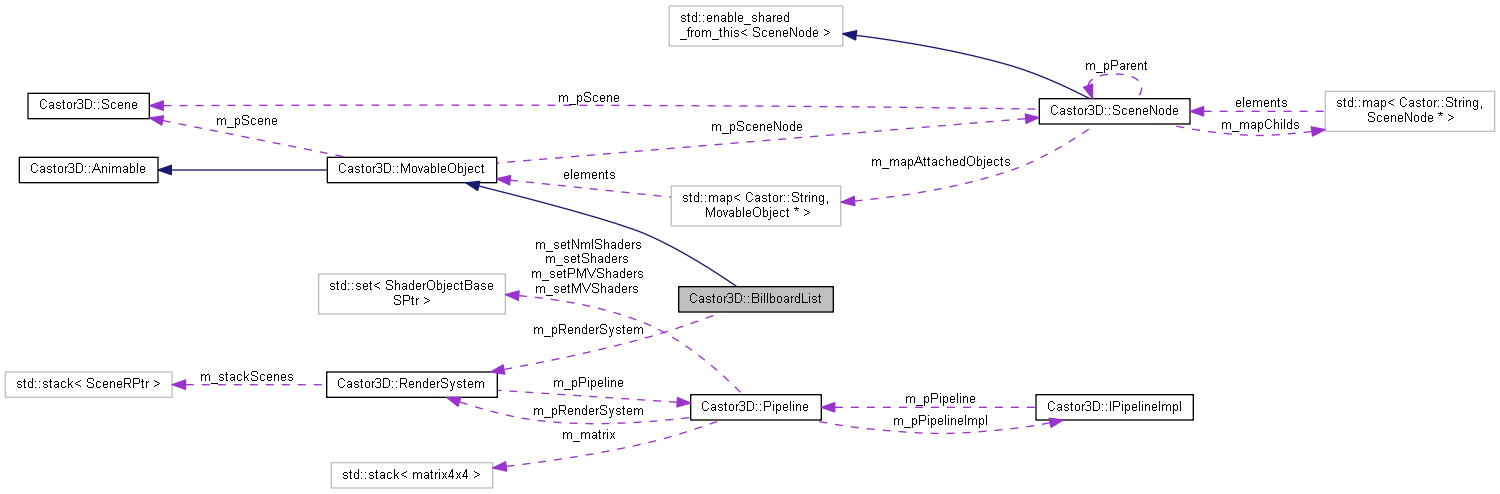 std::enable_shared
_from_this< SceneNode >
m_pParent
Castor3D::Scene
m_pScene
Castor3D::SceneNode
elements
std::map< Castor::String,
SceneNode * >
m_pScene
m_pSceneNode
m_mapChilds
Castor3D::Animable
Castor3D::MovableObject
m_mapAttachedObjects
elements
std::map< Castor::String,
MovableObject * >
m_setNmlShaders
m_setShaders
m_setPMVShaders
m_setMVShaders
std::set< ShaderObjectBase
SPtr >
Castor3D::BillboardList
m_pRenderSystem
std::stack< SceneRPtr >
m_stackScenes
Castor3D::RenderSystem
m_pPipeline
m_pRenderSystem
Castor3D::Pipeline
m_pPipeline
m_pPipelineImpl
Castor3D::IPipelineImpl
m_matrix
std::stack< matrix4x4 >